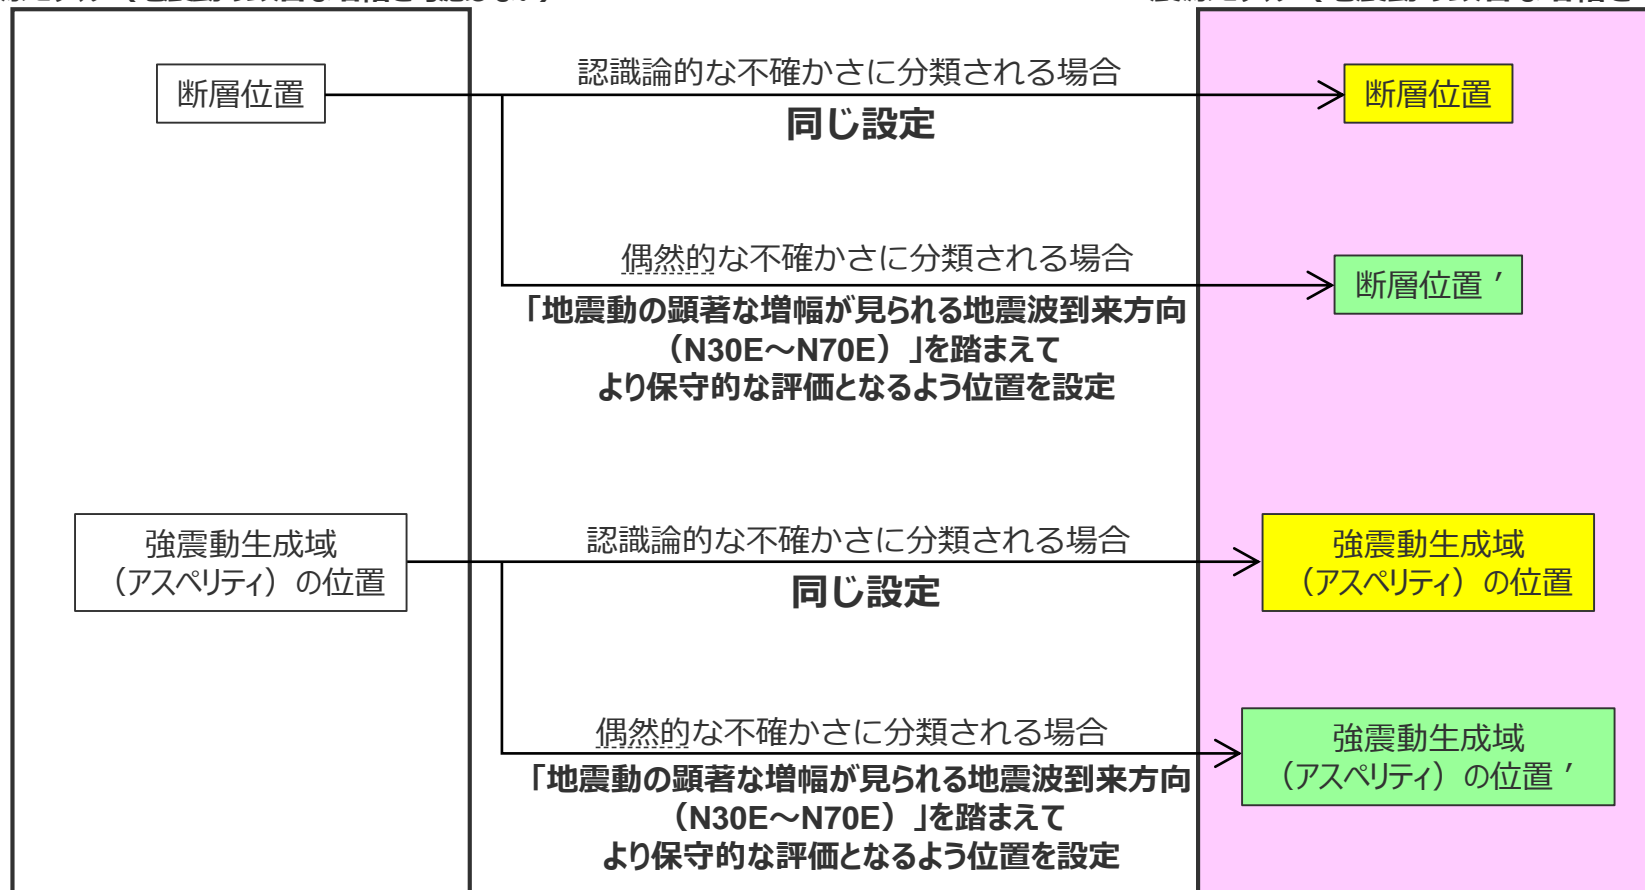 断層位置
認識論的な不確かさに分類される場合
同じ設定
断層位置
偶然的な不確かさに分類される場合
「地震動の顕著な増幅が見られる地震波到来方向
（N30E～N70E）」を踏まえて
より保守的な評価となるよう位置を設定
断層位置′
強震動生成域
（アスペリティ）の位置
認識論的な不確かさに分類される場合
同じ設定
強震動生成域
（アスペリティ）の位置
偶然的な不確かさに分類される場合
「地震動の顕著な増幅が見られる地震波到来方向
（N30E～N70E）」を踏まえて
より保守的な評価となるよう位置を設定
強震動生成域
（アスペリティ）の位置′